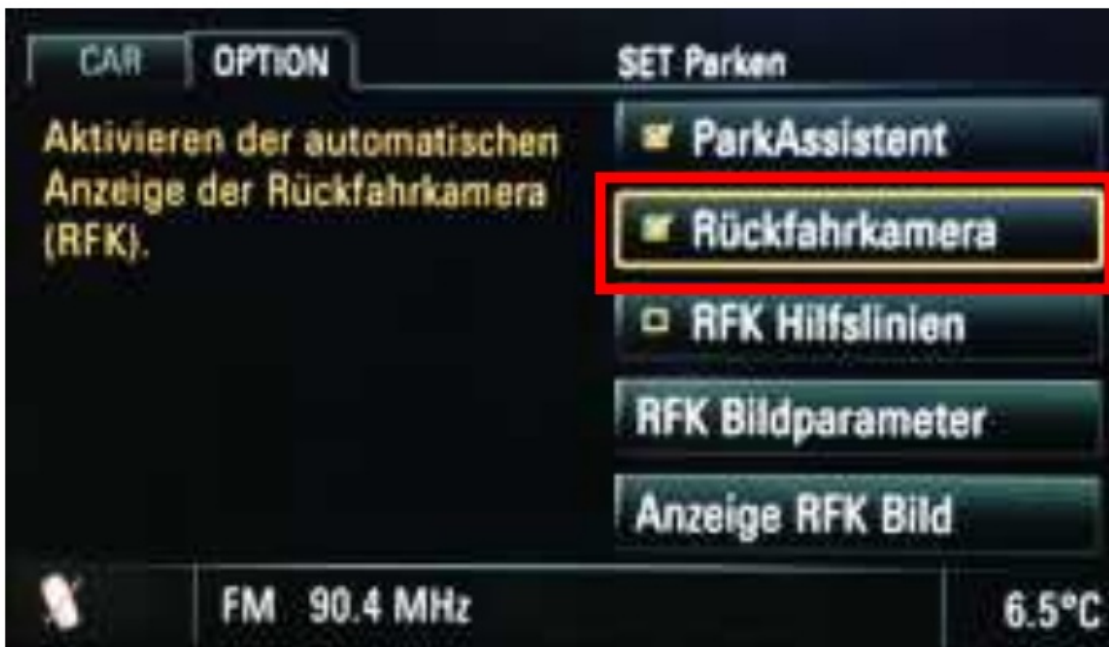 CAR
OPTION
SET Parken
Aktivieren der automatischen
Anzeige der Rückfahrkamera
(RFK).
ParkAssistent
Rückfahrkamera
RFK Hilfslinien
RFK Bildparameter
Anzeige RFK Bild
FM 90.4 MHz
6.5°C